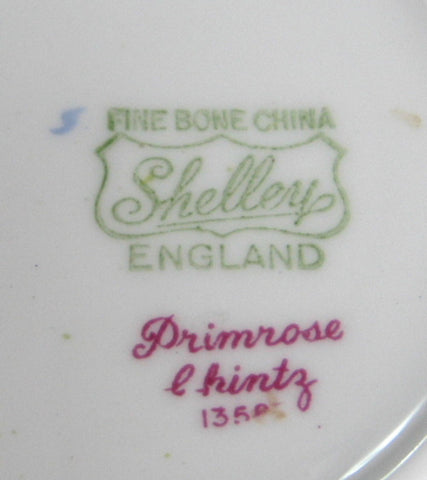 FINE BONE CHINA
Shelley
ENGLAND
Primrose
Chintz